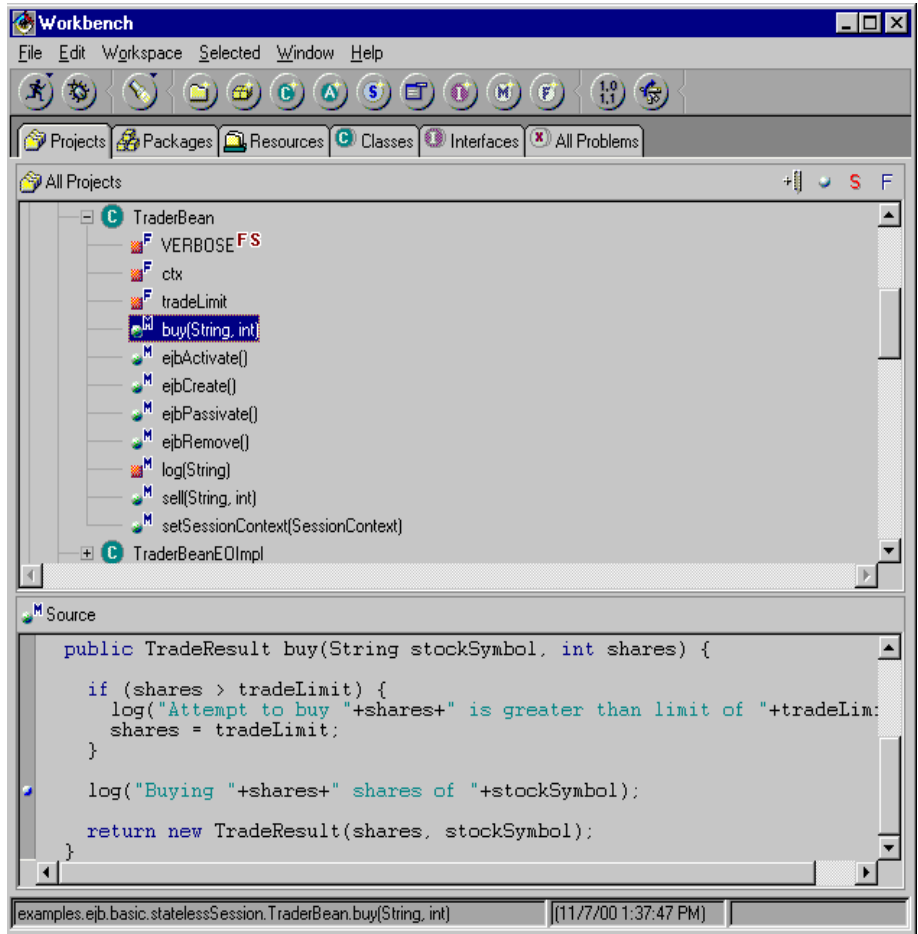 Workbench
File Edit Workspace Selected Window Help
C A S I M F 1.0 1.1
Projects Packages Resources C Classes I Interfaces X All Problems
All Projects S F
C TraderBean
F VERBOSE F S
F ctx
F tradeLimit
M buy(String, int)
M ejbActivate()
M ejbCreate()
M ejbPassivate()
M ejbRemove()
M log(String)
M sell(String, int)
M setSessionContext(SessionContext)
C TraderBeanEOImpl
M Source
public TradeResult buy(String stockSymbol, int shares) {
if (shares > tradeLimit) {
log("Attempt to buy "+shares+" is greater than limit of "+tradeLim
shares = tradeLimit;
}
log("Buying "+shares+" shares of "+stockSymbol);
return new TradeResult(shares, stockSymbol);
}
examples.ejb.basic.statelessSession.TraderBean.buy(String, int) (11/7/00 1:37:47 PM)